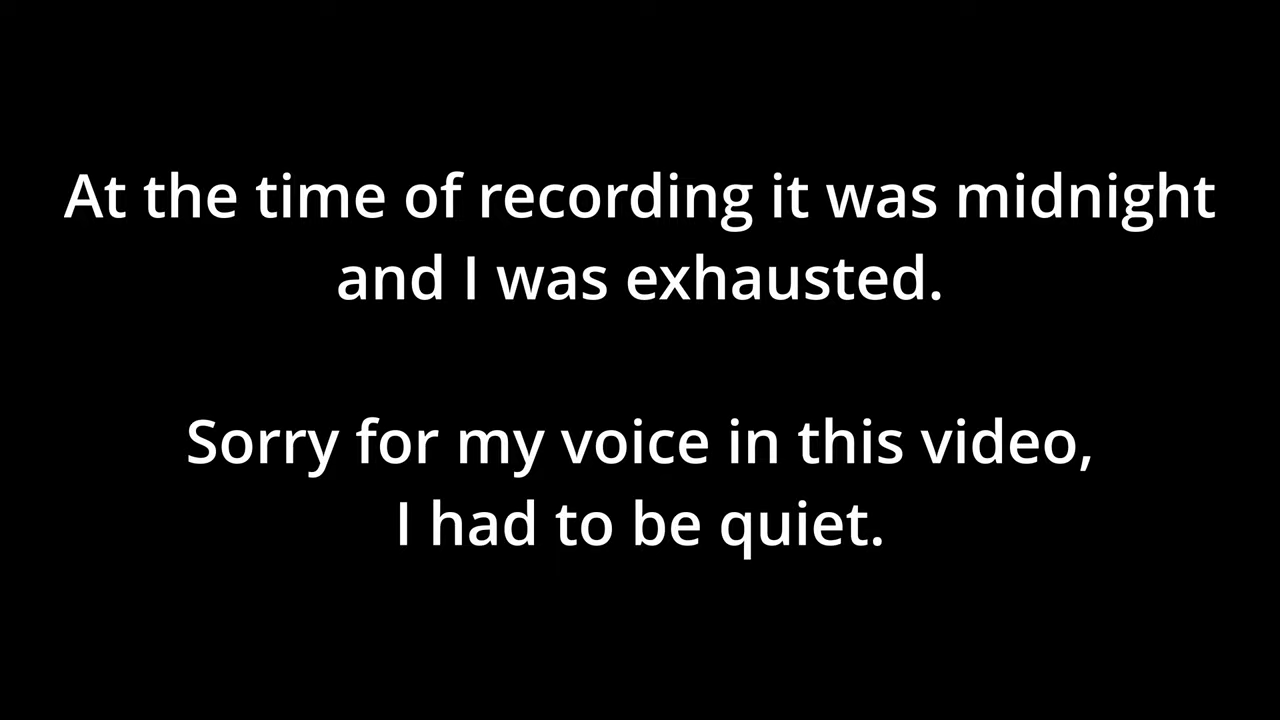 At the time of recording it was midnight
and I was exhausted.
Sorry for my voice in this video,
I had to be quiet.